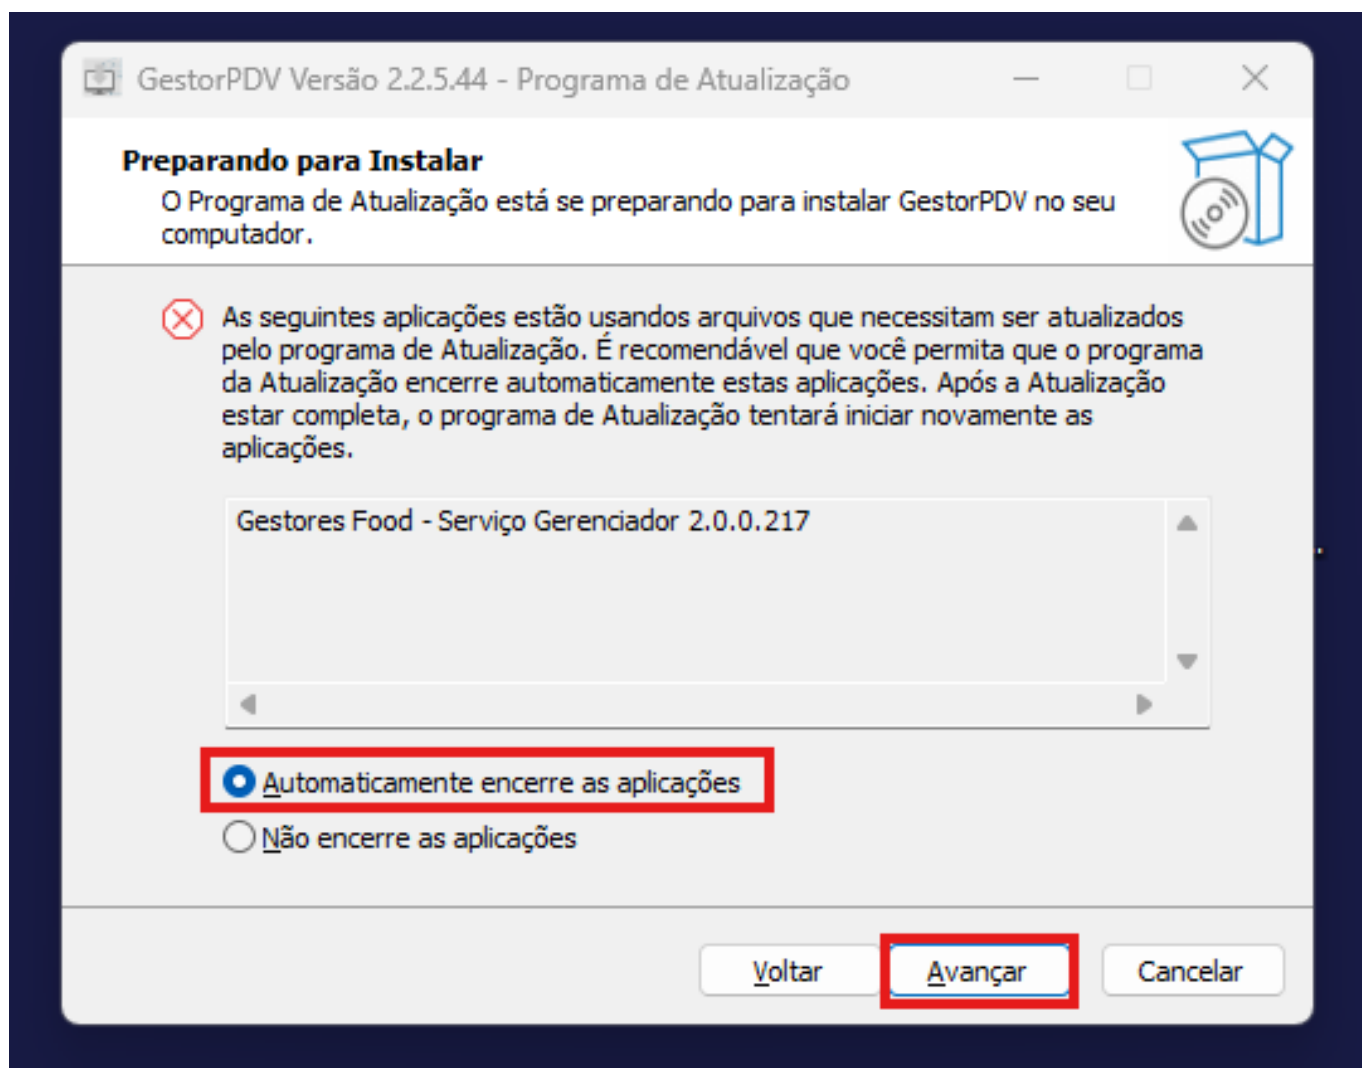 GestorPDV Versão 2.2.5.44 - Programa de Atualização
Preparando para Instalar
O Programa de Atualização está se preparando para instalar GestorPDV no seu
computador.
As seguintes aplicações estão usandos arquivos que necessitam ser atualizados
pelo programa de Atualização. É recomendável que você permita que o programa
da Atualização encerre automaticamente estas aplicações. Após a Atualização
estar completa, o programa de Atualização tentará iniciar novamente as
aplicações.
Gestores Food - Serviço Gerenciador 2.0.0.217
Automaticamente encerre as aplicações
Não encerre as aplicações
Voltar Avançar Cancelar